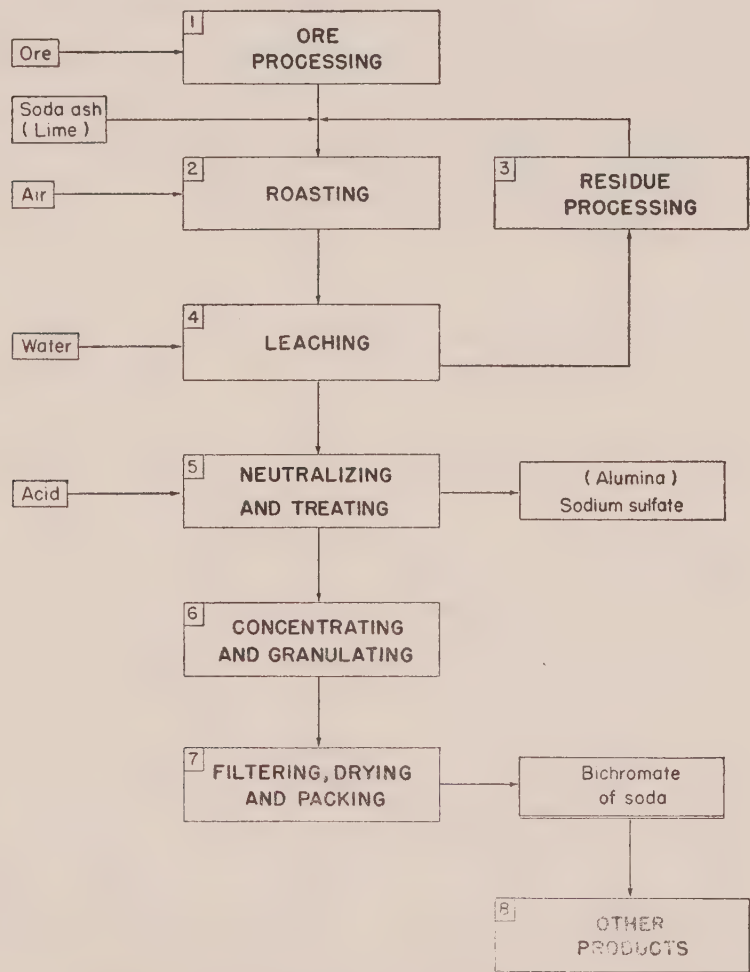 1
ORE
PROCESSING
Ore
Soda ash
(Lime)
2
ROASTING
Air
3
RESIDUE
PROCESSING
4
LEACHING
Water
5
NEUTRALIZING
AND TREATING
Acid
(Alumina)
Sodium sulfate
6
CONCENTRATING
AND GRANULATING
7
FILTERING, DRYING
AND PACKING
Bichromate
of soda
8
OTHER
PRODUCTS